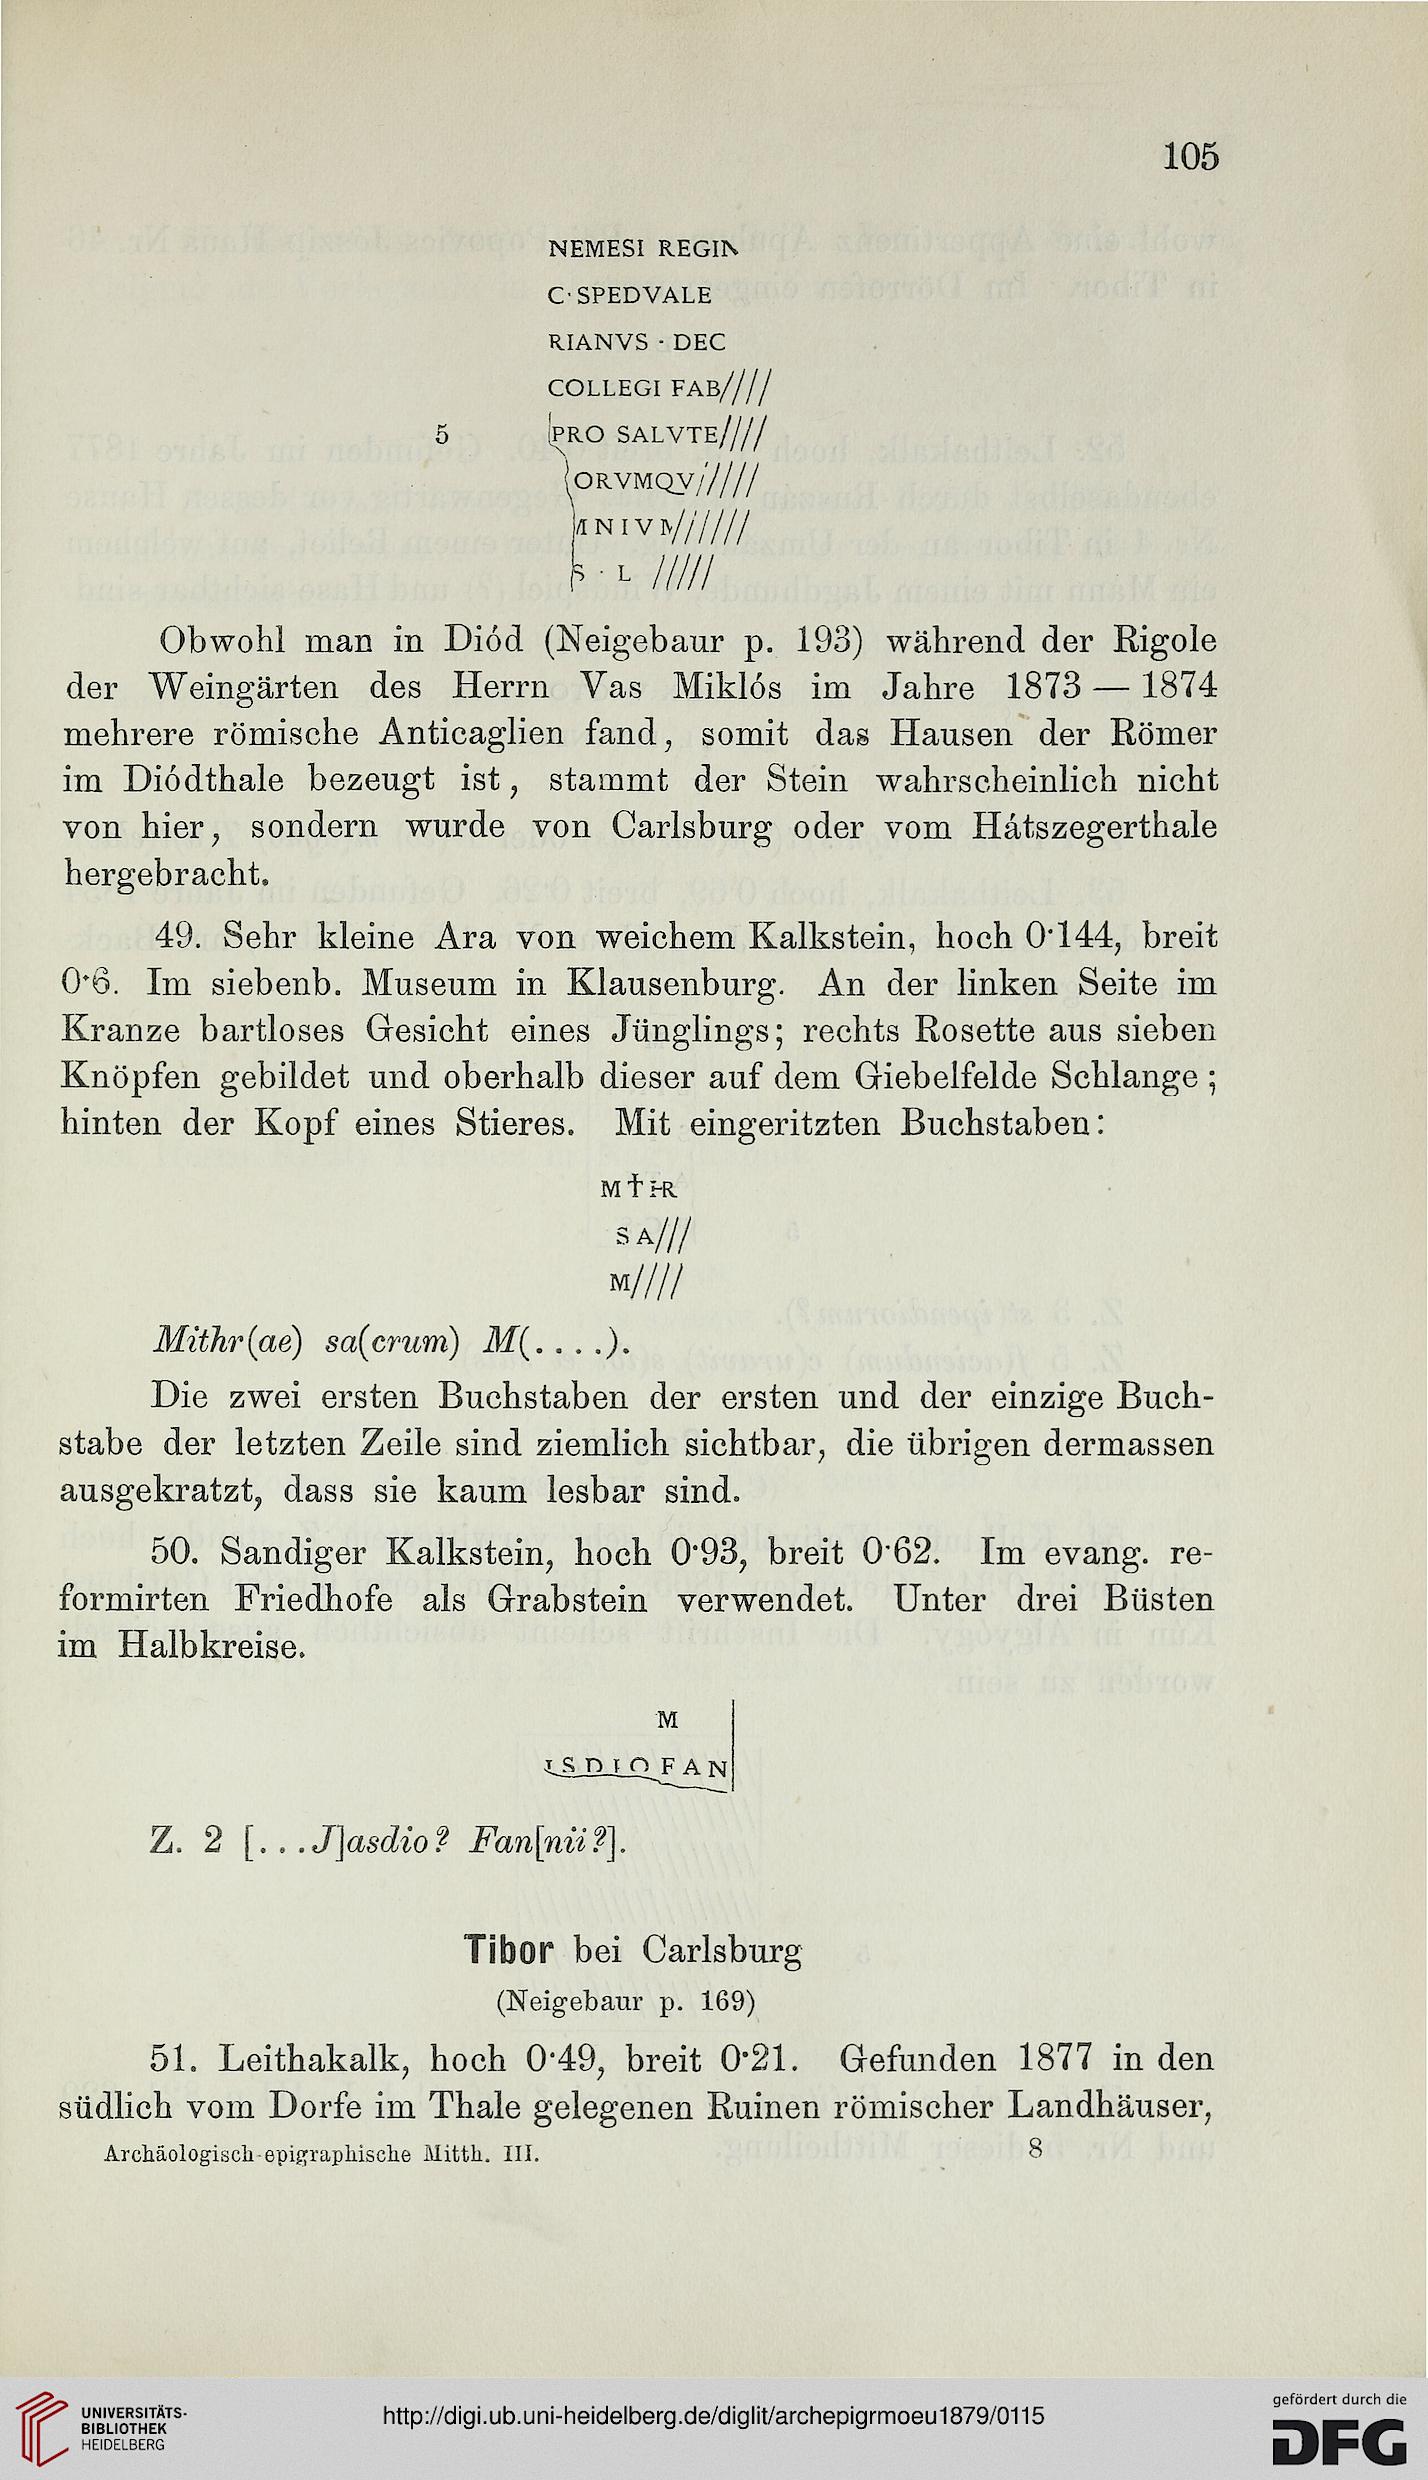 105
NEMESI REGIN
C·SPEDVALE
RIANVS · DEC
COLLEGI FAB////
5 PRO SALVTE////
ORVMQV/////
ANIVM//////
S · L /////
Obwohl man in Diód (Neigebaur p. 193) während der Rigole
der Weingärten des Herrn Vas Miklós im Jahre 1873 — 1874
mehrere römische Anticaglien fand, somit das Hausen der Römer
im Diódthale bezeugt ist, stammt der Stein wahrscheinlich nicht
von hier, sondern wurde von Carlsburg oder vom Hátszegerthale
hergebracht.
49. Sehr kleine Ara von weichem Kalkstein, hoch 0·144, breit
0·6. Im siebenb. Museum in Klausenburg. An der linken Seite im
Kranze bartloses Gesicht eines Jünglings; rechts Rosette aus sieben
Knöpfen gebildet und oberhalb dieser auf dem Giebelfelde Schlange;
hinten der Kopf eines Stieres. Mit eingeritzten Buchstaben:
M†HR
SA///
M////
Mithr(ae) sa(crum) M(....).
Die zwei ersten Buchstaben der ersten und der einzige Buch-
stabe der letzten Zeile sind ziemlich sichtbar, die übrigen dermassen
ausgekratzt, dass sie kaum lesbar sind.
50. Sandiger Kalkstein, hoch 0·93, breit 0·62. Im evang. re-
formirten Friedhofe als Grabstein verwendet. Unter drei Büsten
im Halbkreise.
M
ISDIOFAN
Z. 2 [...J]asdio? Fan[nii?].
Tibor bei Carlsburg
(Neigebaur p. 169)
51. Leithakalk, hoch 0·49, breit 0·21. Gefunden 1877 in den
südlich vom Dorfe im Thale gelegenen Ruinen römischer Landhäuser,
Archäologisch-epigraphische Mitth. III. 8
UNIVERSITÄTS-
BIBLIOTHEK
HEIDELBERG
http://digi.ub.uni-heidelberg.de/diglit/archepigrmoeu1879/0115
gefördert durch die
DFG